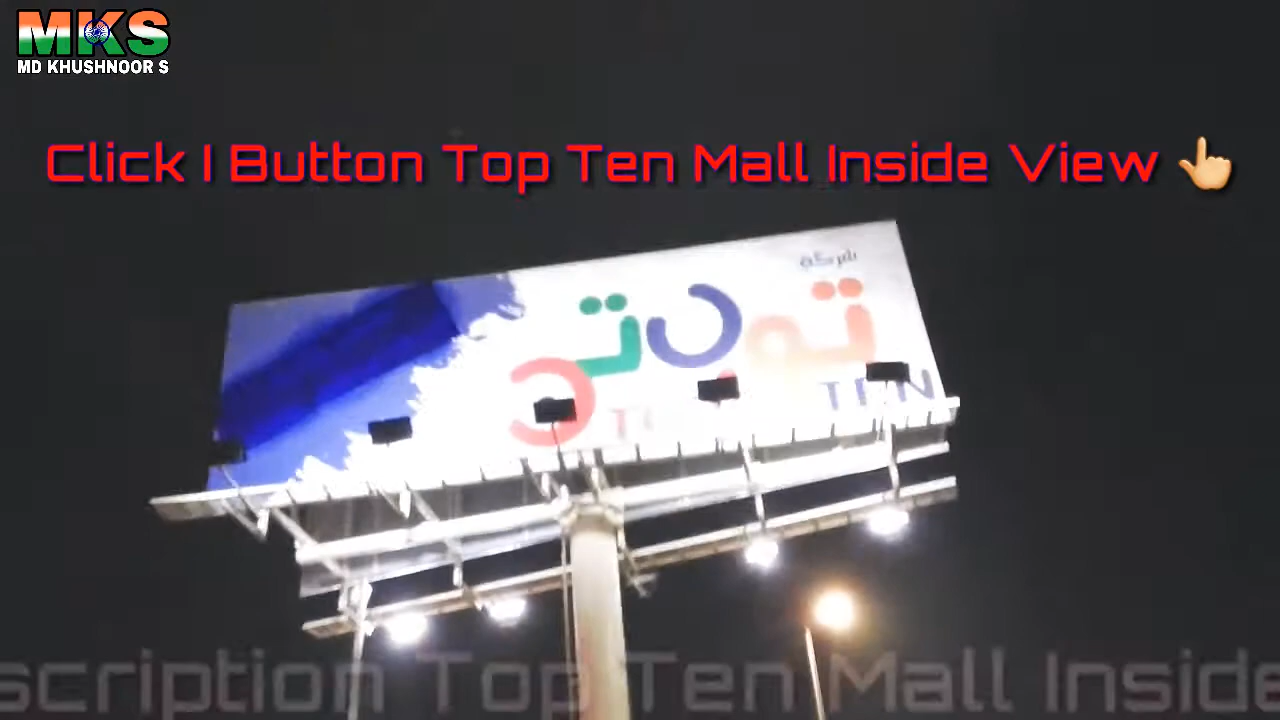 MKS
MD KHUSHNOOR S
Click I Button Top Ten Mall Inside View 👆
شركة
توب تن
TEN
scription Top Ten Mall Inside